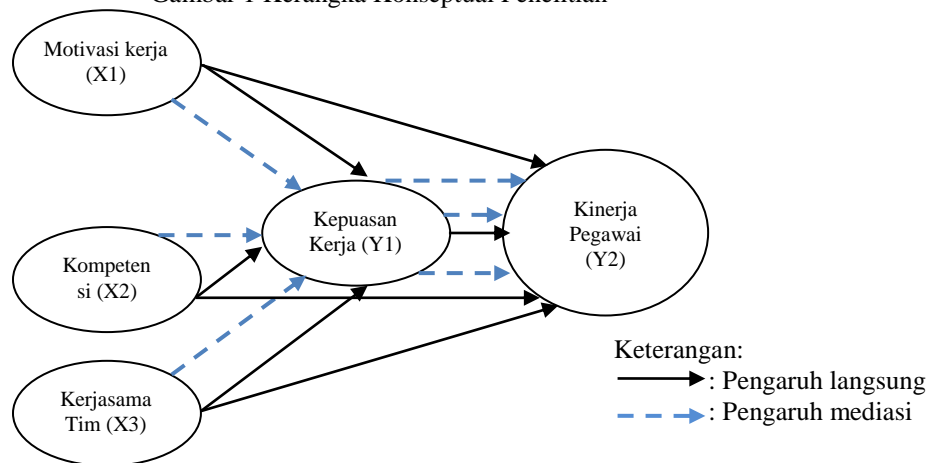 Gambar 1 Kerangka Konseptual Penelitian
Motivasi kerja
(X1)
Kepuasan
Kerja (Y1)
Kinerja
Pegawai
(Y2)
Kompeten
si (X2)
Kerjasama
Tim (X3)
Keterangan:
: Pengaruh langsung
: Pengaruh mediasi